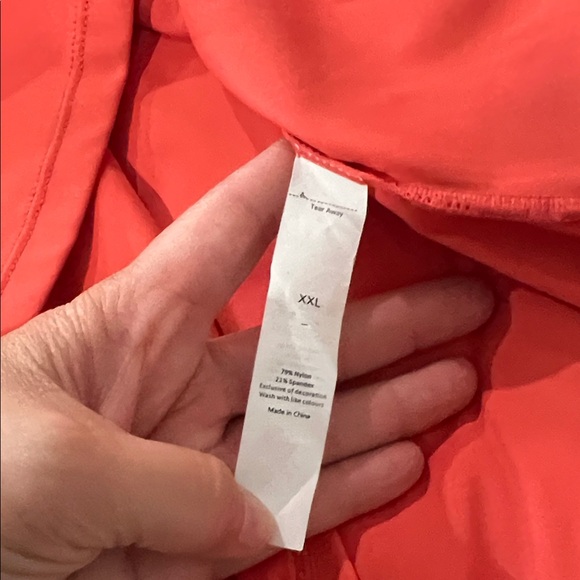 Tear Away
XXL
79% Nylon
21% Spandex
Exclusive of decoration
Wash with like colours
Made in China